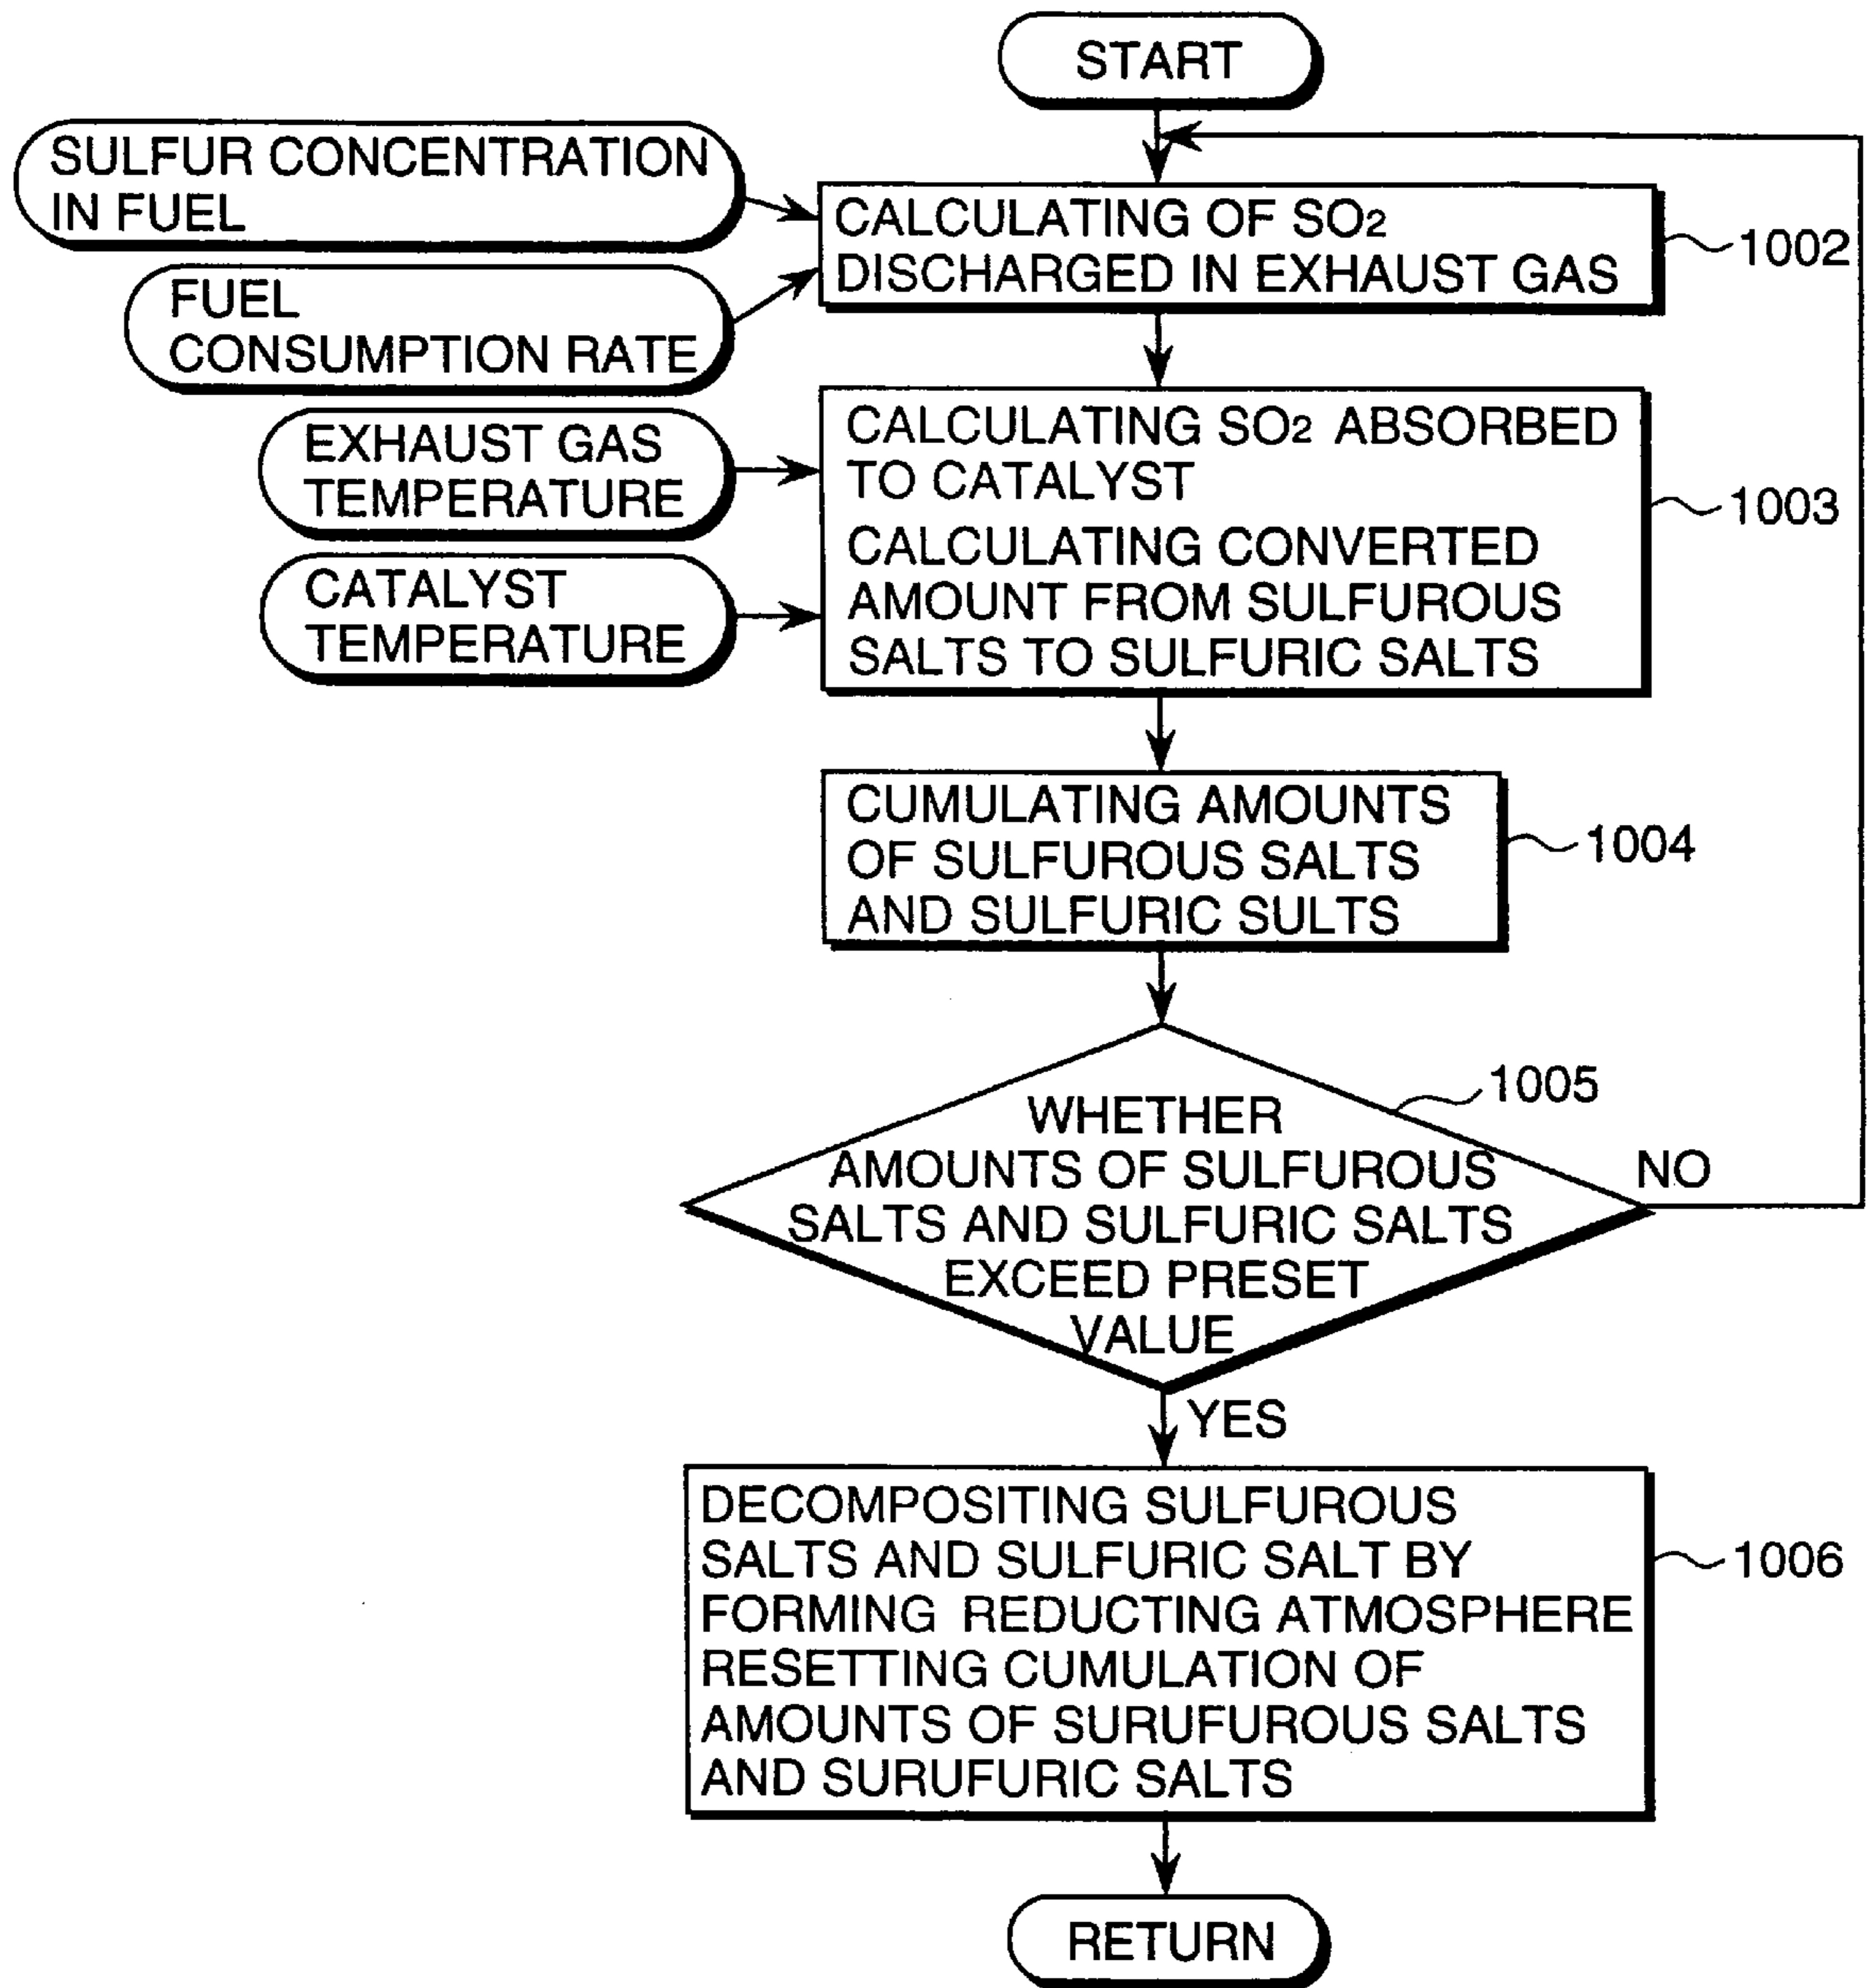 START
SULFUR CONCENTRATION
IN FUEL
FUEL
CONSUMPTION RATE
CALCULATING OF SO₂
DISCHARGED IN EXHAUST GAS
1002
EXHAUST GAS
TEMPERATURE
CATALYST
TEMPERATURE
CALCULATING SO₂ ABSORBED
TO CATALYST
CALCULATING CONVERTED
AMOUNT FROM SULFUROUS
SALTS TO SULFURIC SALTS
1003
CUMULATING AMOUNTS
OF SULFUROUS SALTS
AND SULFURIC SULTS
1004
1005
WHETHER
AMOUNTS OF SULFUROUS
SALTS AND SULFURIC SALTS
EXCEED PRESET
VALUE
NO
YES
DECOMPOSITING SULFUROUS
SALTS AND SULFURIC SALT BY
FORMING REDUCTING ATMOSPHERE
RESETTING CUMULATION OF
AMOUNTS OF SURUFUROUS SALTS
AND SURUFURIC SALTS
1006
RETURN